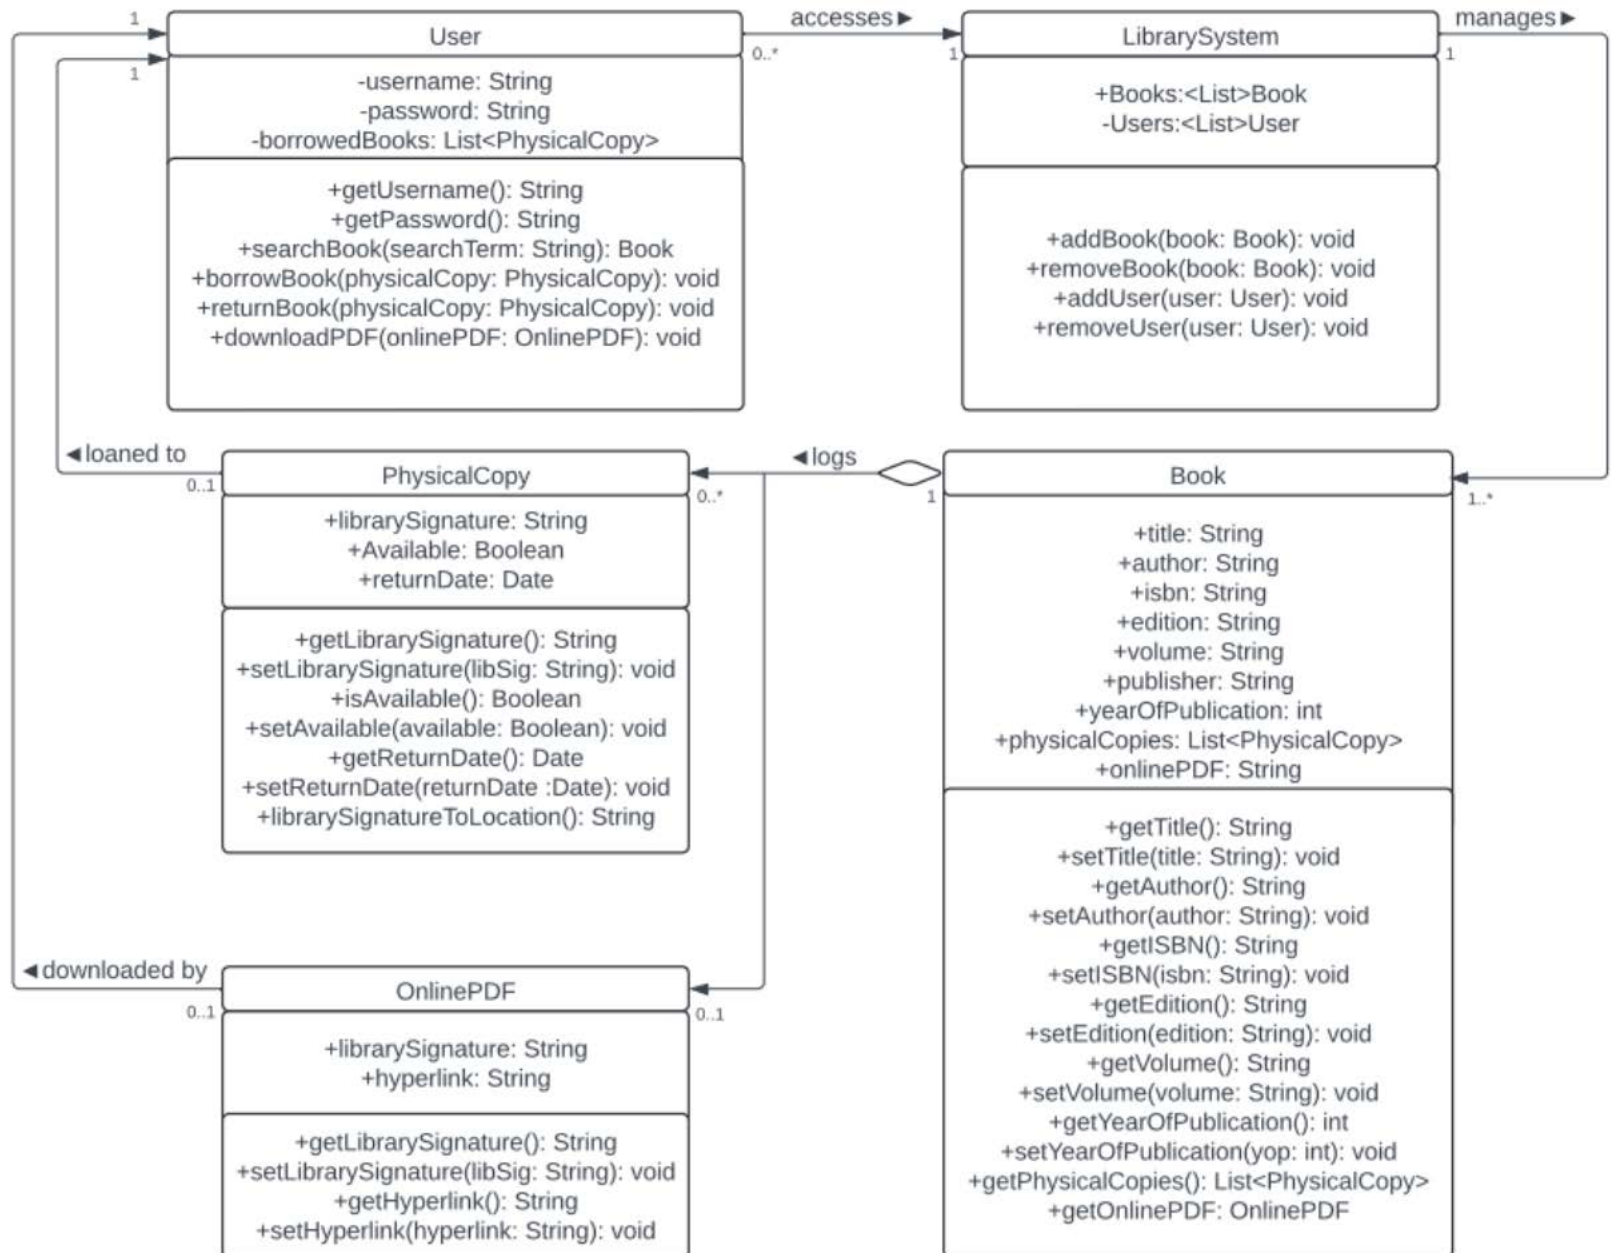 1
User
1
-username: String
-password: String
-borrowedBooks: List<PhysicalCopy>
+getUsername(): String
+getPassword(): String
+searchBook(searchTerm: String): Book
+borrowBook(physicalCopy: PhysicalCopy): void
+returnBook(physicalCopy: PhysicalCopy): void
+downloadPDF(onlinePDF: OnlinePDF): void
accesses►
0..*
1
LibrarySystem
+Books:<List>Book
-Users:<List>User
+addBook(book: Book): void
+removeBook(book: Book): void
+addUser(user: User): void
+removeUser(user: User): void
manages►
1
◄loaned to
0..1
PhysicalCopy
+librarySignature: String
+Available: Boolean
+returnDate: Date
+getLibrarySignature(): String
+setLibrarySignature(libSig: String): void
+isAvailable(): Boolean
+setAvailable(available: Boolean): void
+getReturnDate(): Date
+setReturnDate(returnDate :Date): void
+librarySignatureToLocation(): String
◄logs
0..*
1
Book
1..*
+title: String
+author: String
+isbn: String
+edition: String
+volume: String
+publisher: String
+yearOfPublication: int
+physicalCopies: List<PhysicalCopy>
+onlinePDF: String
+getTitle(): String
+setTitle(title: String): void
+getAuthor(): String
+setAuthor(author: String): void
+getISBN(): String
+setISBN(isbn: String): void
+getEdition(): String
+setEdition(edition: String): void
+getVolume(): String
+setVolume(volume: String): void
+getYearOfPublication(): int
+setYearOfPublication(yop: int): void
+getPhysicalCopies(): List<PhysicalCopy>
+getOnlinePDF: OnlinePDF
◄downloaded by
0..1
OnlinePDF
0..1
+librarySignature: String
+hyperlink: String
+getLibrarySignature(): String
+setLibrarySignature(libSig: String): void
+getHyperlink(): String
+setHyperlink(hyperlink: String): void